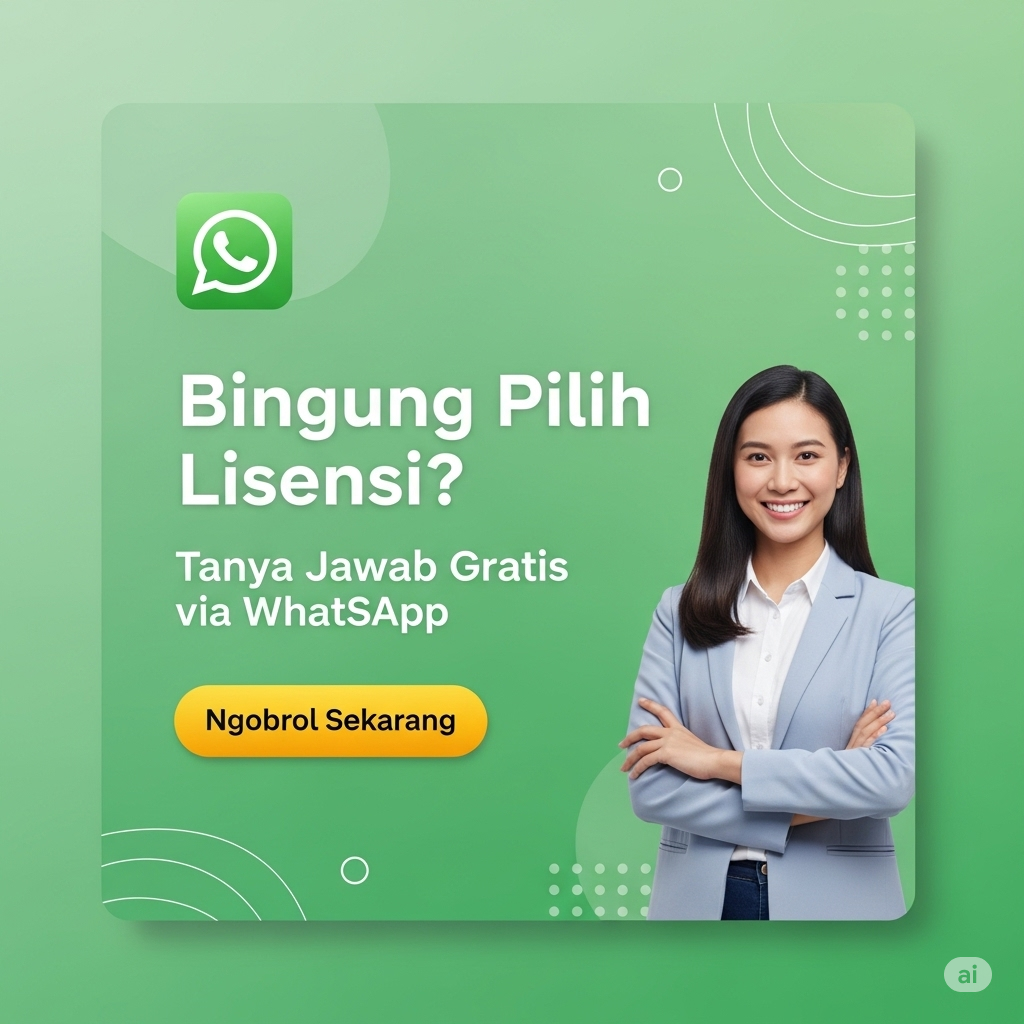 Bingung Pilih
Lisensi?
Tanya Jawab Gratis
via WhatSApp
Ngobrol Sekarang
ai